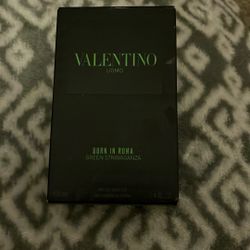 VALENTINO
UOMO
BORN IN ROMA
GREEN STRAVAGANZA